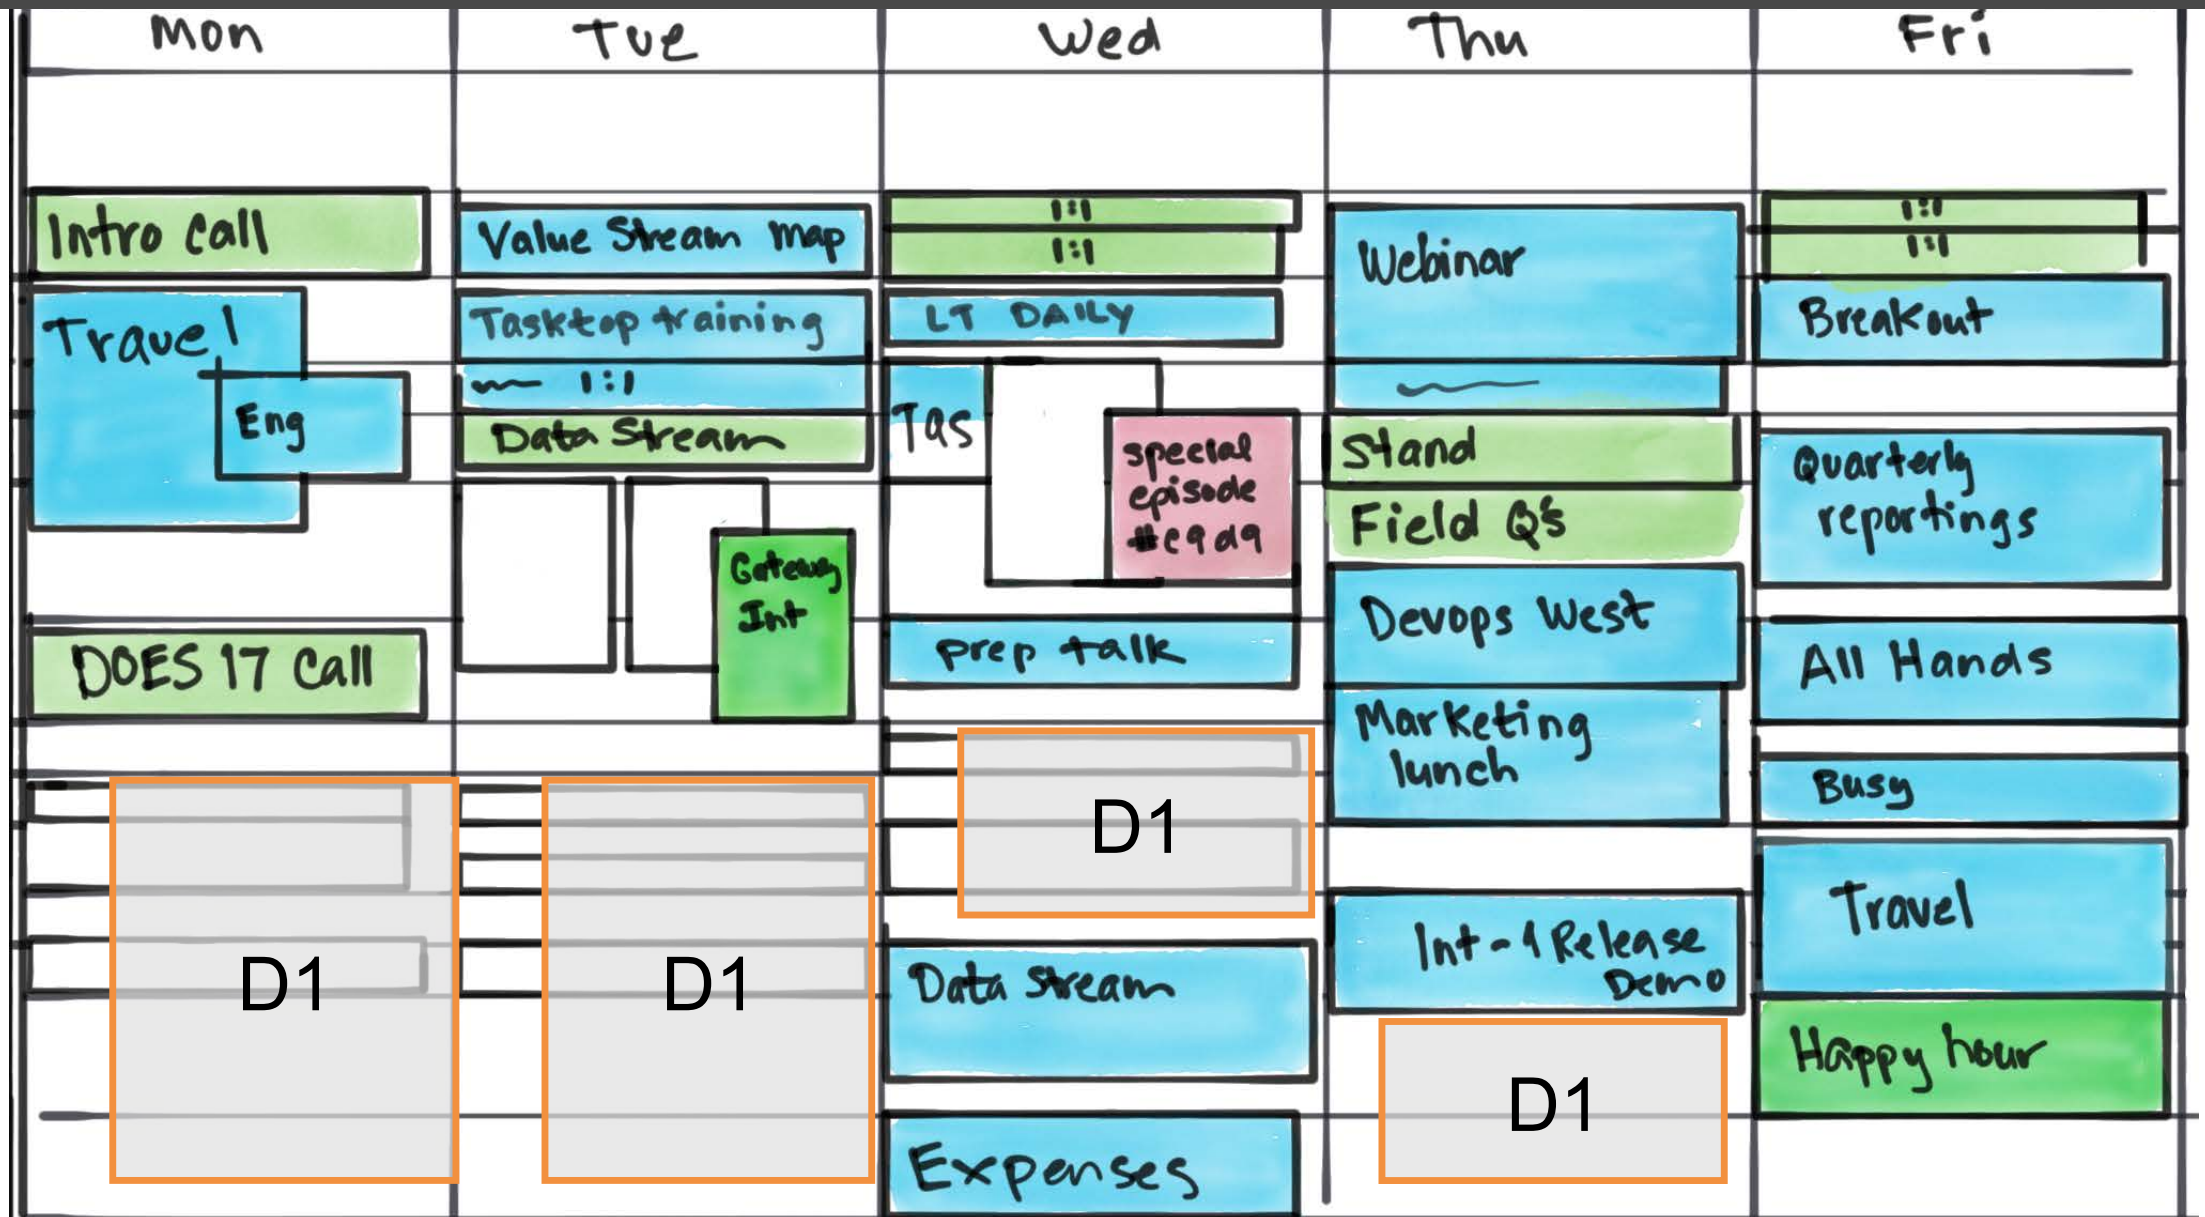 Mon
Tue
Wed
Thu
Fri
Intro call
Travel
Eng
DOES 17 Call
D1
Value Stream map
Tasktop training
1:1
Data Stream
Gateway
Int
D1
1:1
1:1
LT DAILY
Tas
special
episode
#e9d9
prep talk
D1
Data stream
Expenses
Webinar
Stand
Field Q's
Devops West
Marketing
lunch
Int-1 Release
Demo
D1
1:1
1:1
Breakout
Quarterly
reportings
All Hands
Busy
Travel
Happy hour